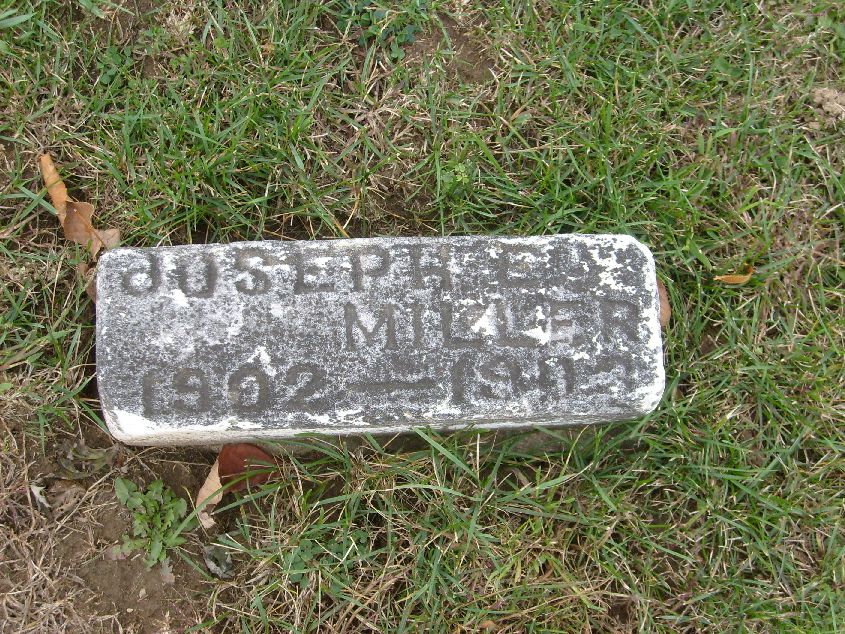 JOSEPH E.
MILLER
1902 —